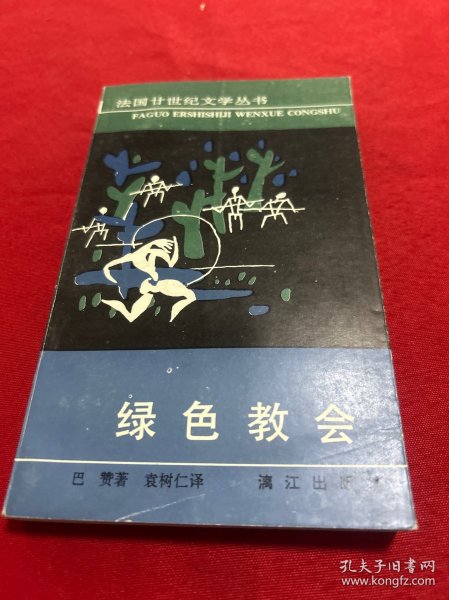 法国廿世纪文学丛书
FAGUO ERSHISHIJI WENXUE CONGSHU
绿色教会
巴赞著 袁树仁译 漓江出版
孔夫子旧书网
www.kongfz.com